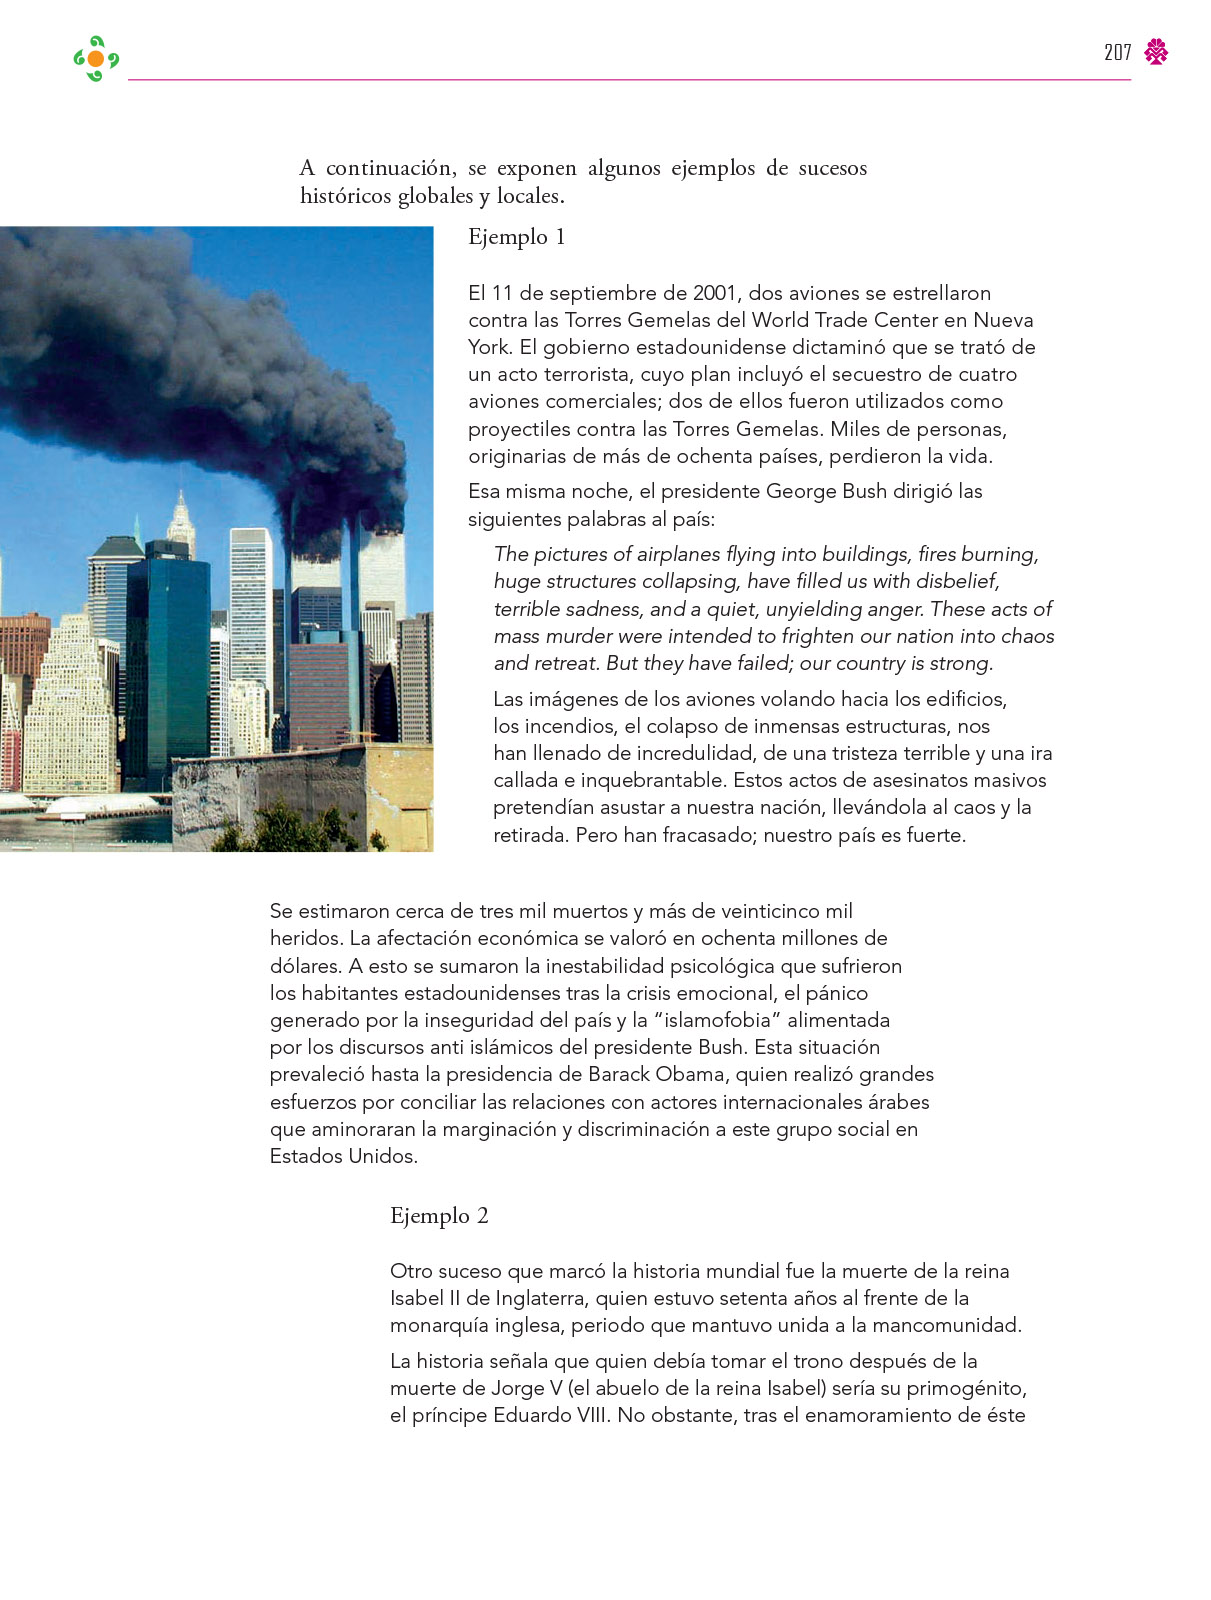 207
A continuación, se exponen algunos ejemplos de sucesos
históricos globales y locales.
Ejemplo 1
El 11 de septiembre de 2001, dos aviones se estrellaron
contra las Torres Gemelas del World Trade Center en Nueva
York. El gobierno estadounidense dictaminó que se trató de
un acto terrorista, cuyo plan incluyó el secuestro de cuatro
aviones comerciales; dos de ellos fueron utilizados como
proyectiles contra las Torres Gemelas. Miles de personas,
originarias de más de ochenta países, perdieron la vida.
Esa misma noche, el presidente George Bush dirigió las
siguientes palabras al país:
The pictures of airplanes flying into buildings, fires burning,
huge structures collapsing, have filled us with disbelief,
terrible sadness, and a quiet, unyielding anger. These acts of
mass murder were intended to frighten our nation into chaos
and retreat. But they have failed; our country is strong.
Las imágenes de los aviones volando hacia los edificios,
los incendios, el colapso de inmensas estructuras, nos
han llenado de incredulidad, de una tristeza terrible y una ira
callada e inquebrantable. Estos actos de asesinatos masivos
pretendían asustar a nuestra nación, llevándola al caos y la
retirada. Pero han fracasado; nuestro país es fuerte.
Se estimaron cerca de tres mil muertos y más de veinticinco mil
heridos. La afectación económica se valoró en ochenta millones de
dólares. A esto se sumaron la inestabilidad psicológica que sufrieron
los habitantes estadounidenses tras la crisis emocional, el pánico
generado por la inseguridad del país y la “islamofobia” alimentada
por los discursos anti islámicos del presidente Bush. Esta situación
prevaleció hasta la presidencia de Barack Obama, quien realizó grandes
esfuerzos por conciliar las relaciones con actores internacionales árabes
que aminoraran la marginación y discriminación a este grupo social en
Estados Unidos.
Ejemplo 2
Otro suceso que marcó la historia mundial fue la muerte de la reina
Isabel II de Inglaterra, quien estuvo setenta años al frente de la
monarquía inglesa, periodo que mantuvo unida a la mancomunidad.
La historia señala que quien debía tomar el trono después de la
muerte de Jorge V (el abuelo de la reina Isabel) sería su primogénito,
el príncipe Eduardo VIII. No obstante, tras el enamoramiento de éste